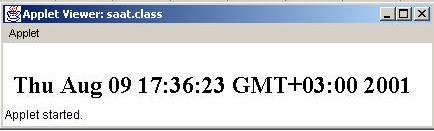 Applet Viewer: saat.class
Applet
Thu Aug 09 17:36:23 GMT+03:00 2001
Applet started.